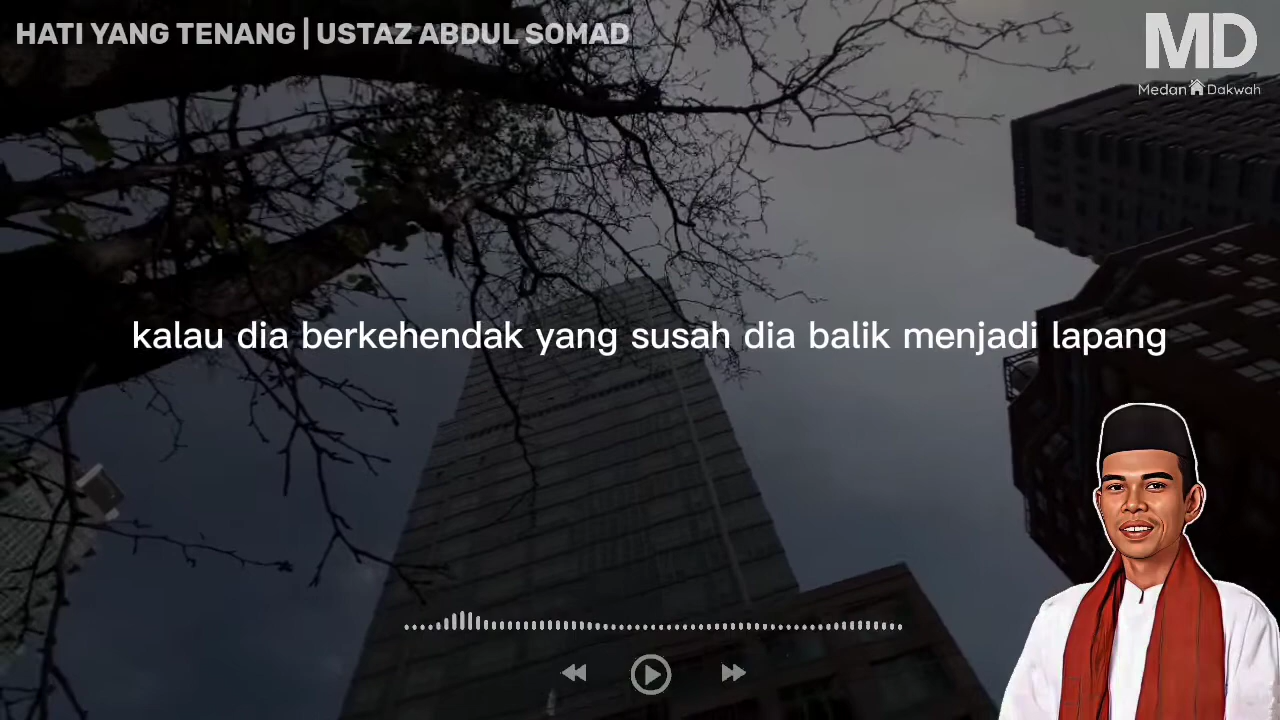 HATI YANG TENANG | USTAZ ABDUL SOMAD
MD
Medan Dakwah
kalau dia berkehendak yang susah dia balik menjadi lapang